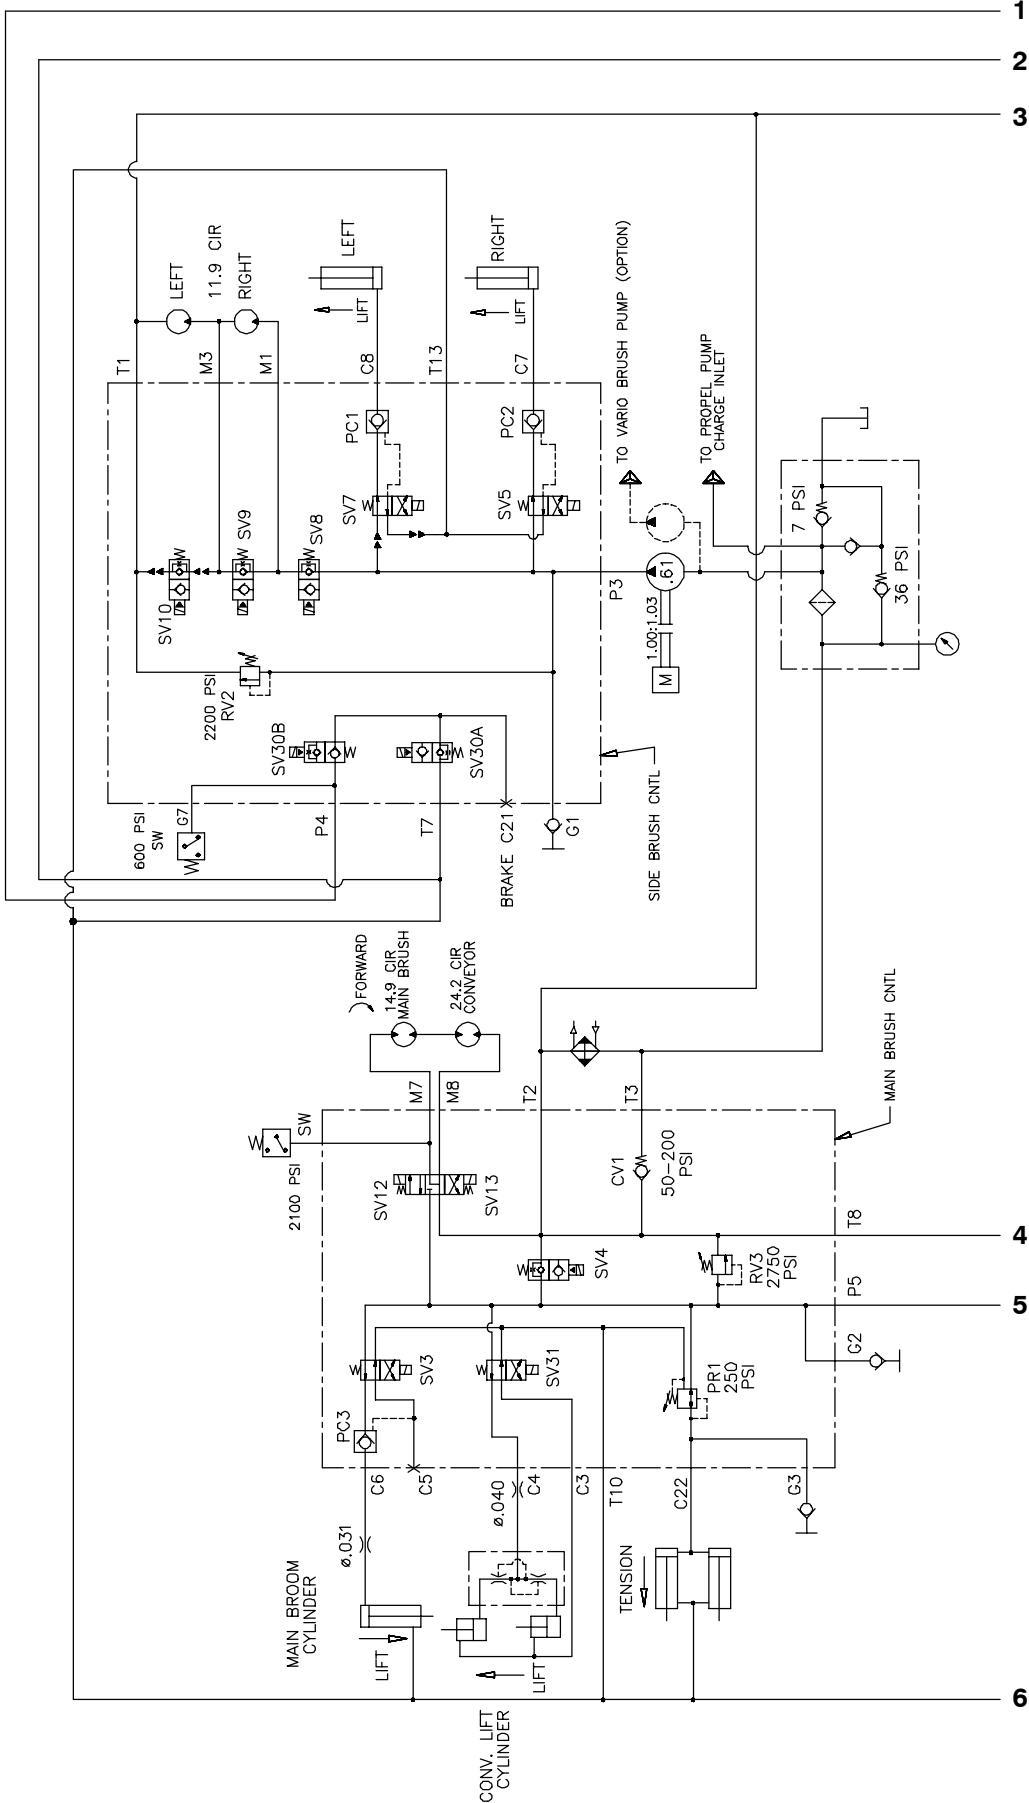 1
2
3
LEFT
11.9 CIR
RIGHT
LEFT
LIFT
RIGHT
LIFT
T1
M3
M1
C8
T13
C7
TO VARIO BRUSH PUMP (OPTION)
TO PROPEL PUMP
CHARGE INLET
PC1
PC2
SV10
SV9
SV8
SV7
SV5
7 PSI
36 PSI
P3
.61
1.00:1.03
M
2200 PSI
RV2
SV30B
SV30A
600 PSI
SW
G7
P4
T7
BRAKE C21
G1
SIDE BRUSH CNTL
FORWARD
14.9 CIR
MAIN BRUSH
24.2 CIR
CONVEYOR
MAIN BRUSH CNTL
M7
M8
T2
T3
SW
2100 PSI
SV12
SV13
CV1
50-200
PSI
T8
4
SV4
RV3
2750
PSI
P5
5
G2
SV3
SV31
PR1
250
PSI
PC3
C6
C5
C4
C3
T10
C22
G3
ø.031
ø.040
MAIN BROOM
CYLINDER
LIFT
LIFT
TENSION
6
CONV. LIFT
CYLINDER